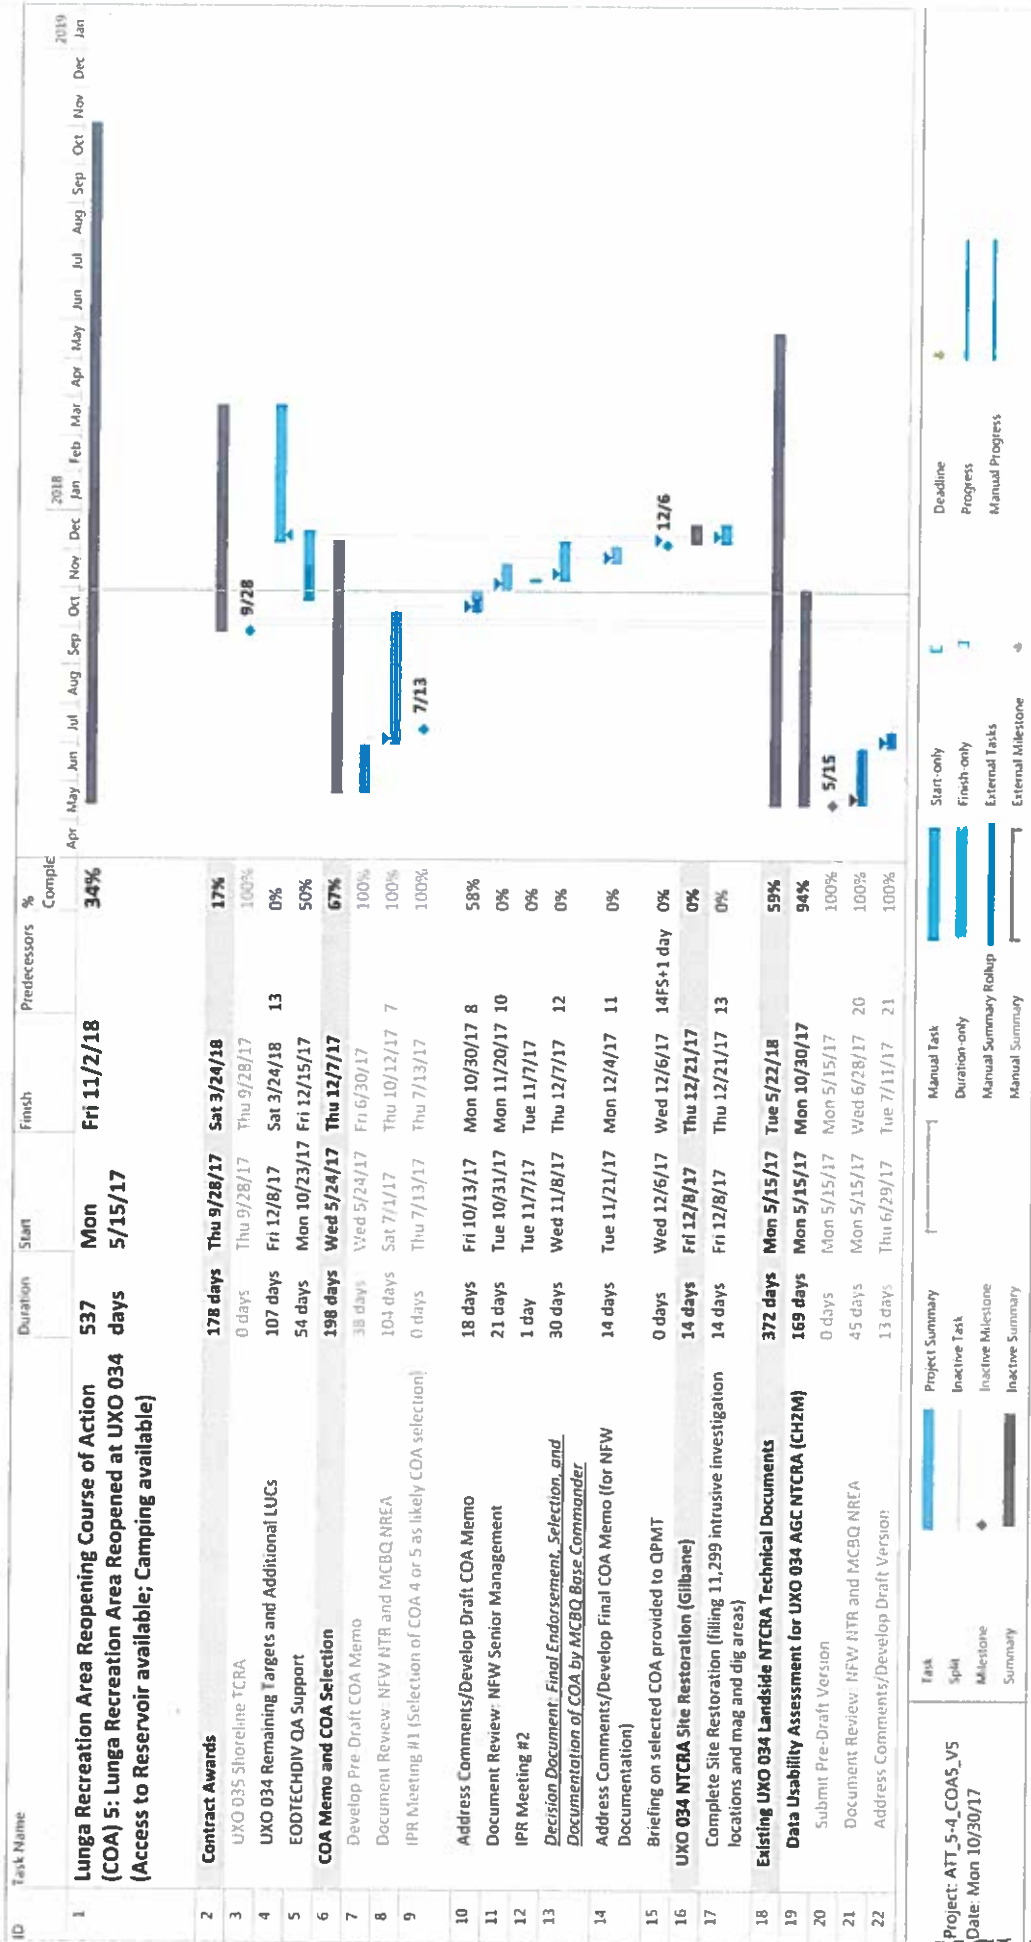 ID Task Name Duration Start Finish Predecessors % Comple
2018 2019
Apr May Jun Jul Aug Sep Oct Nov Dec Jan Feb Mar Apr May Jun Jul Aug Sep Oct Nov Dec Jan
1 Lunga Recreation Area Reopening Course of Action 537 Mon Fri 11/2/18 34%
(COA) 5: Lunga Recreation Area Reopened at UXO 034 days 5/15/17
(Access to Reservoir available; Camping available)
2 Contract Awards 178 days Thu 9/28/17 Sat 3/24/18 17%
3 UXO 035 Shoreline TCRA 0 days Thu 9/28/17 Thu 9/28/17 100%
9/28
4 UXO 034 Remaining Targets and Additional LUCs 107 days Fri 12/8/17 Sat 3/24/18 13 0%
5 EODTECHDIV QA Support 54 days Mon 10/23/17 Fri 12/15/17 50%
6 COA Memo and COA Selection 198 days Wed 5/24/17 Thu 12/7/17 67%
7 Develop Pre Draft COA Memo 38 days Wed 5/24/17 Fri 6/30/17 100%
8 Document Review: NFW NTR and MCBQ NREA 104 days Sat 7/1/17 Thu 10/12/17 7 100%
9 IPR Meeting #1 (Selection of COA 4 or 5 as likely COA selection) 0 days Thu 7/13/17 Thu 7/13/17 100%
7/13
10 Address Comments/Develop Draft COA Memo 18 days Fri 10/13/17 Mon 10/30/17 8 58%
11 Document Review: NFW Senior Management 21 days Tue 10/31/17 Mon 11/20/17 10 0%
12 IPR Meeting #2 1 day Tue 11/7/17 Tue 11/7/17 0%
13 Decision Document: Final Endorsement, Selection, and 30 days Wed 11/8/17 Thu 12/7/17 12 0%
Documentation of COA by MCBQ Base Commander
14 Address Comments/Develop Final COA Memo (for NFW 14 days Tue 11/21/17 Mon 12/4/17 11 0%
Documentation)
15 Briefing on selected COA provided to QPMT 0 days Wed 12/6/17 Wed 12/6/17 14FS+1 day 0%
12/6
16 UXO 034 NTCRA Site Restoration (Gilbane) 14 days Fri 12/8/17 Thu 12/21/17 0%
17 Complete Site Restoration (filling 11,299 intrusive investigation 14 days Fri 12/8/17 Thu 12/21/17 13 0%
locations and mag and dig areas)
18 Existing UXO 034 Landside NTCRA Technical Documents 372 days Mon 5/15/17 Tue 5/22/18 59%
19 Data Usability Assessment for UXO 034 AGC NTCRA (CH2M) 169 days Mon 5/15/17 Mon 10/30/17 94%
20 Submit Pre-Draft Version 0 days Mon 5/15/17 Mon 5/15/17 100%
5/15
21 Document Review: NFW NTR and MCBQ NREA 45 days Mon 5/15/17 Wed 6/28/17 20 100%
22 Address Comments/Develop Draft Version 13 days Thu 6/29/17 Tue 7/11/17 21 100%
Project: ATT_5-4_COA5_V5
Date: Mon 10/30/17
Task Project Summary Manual Task Start-only Deadline
Split Inactive Task Duration-only Finish-only Progress
Milestone Inactive Milestone Manual Summary Rollup External Tasks Manual Progress
Summary Inactive Summary Manual Summary External Milestone